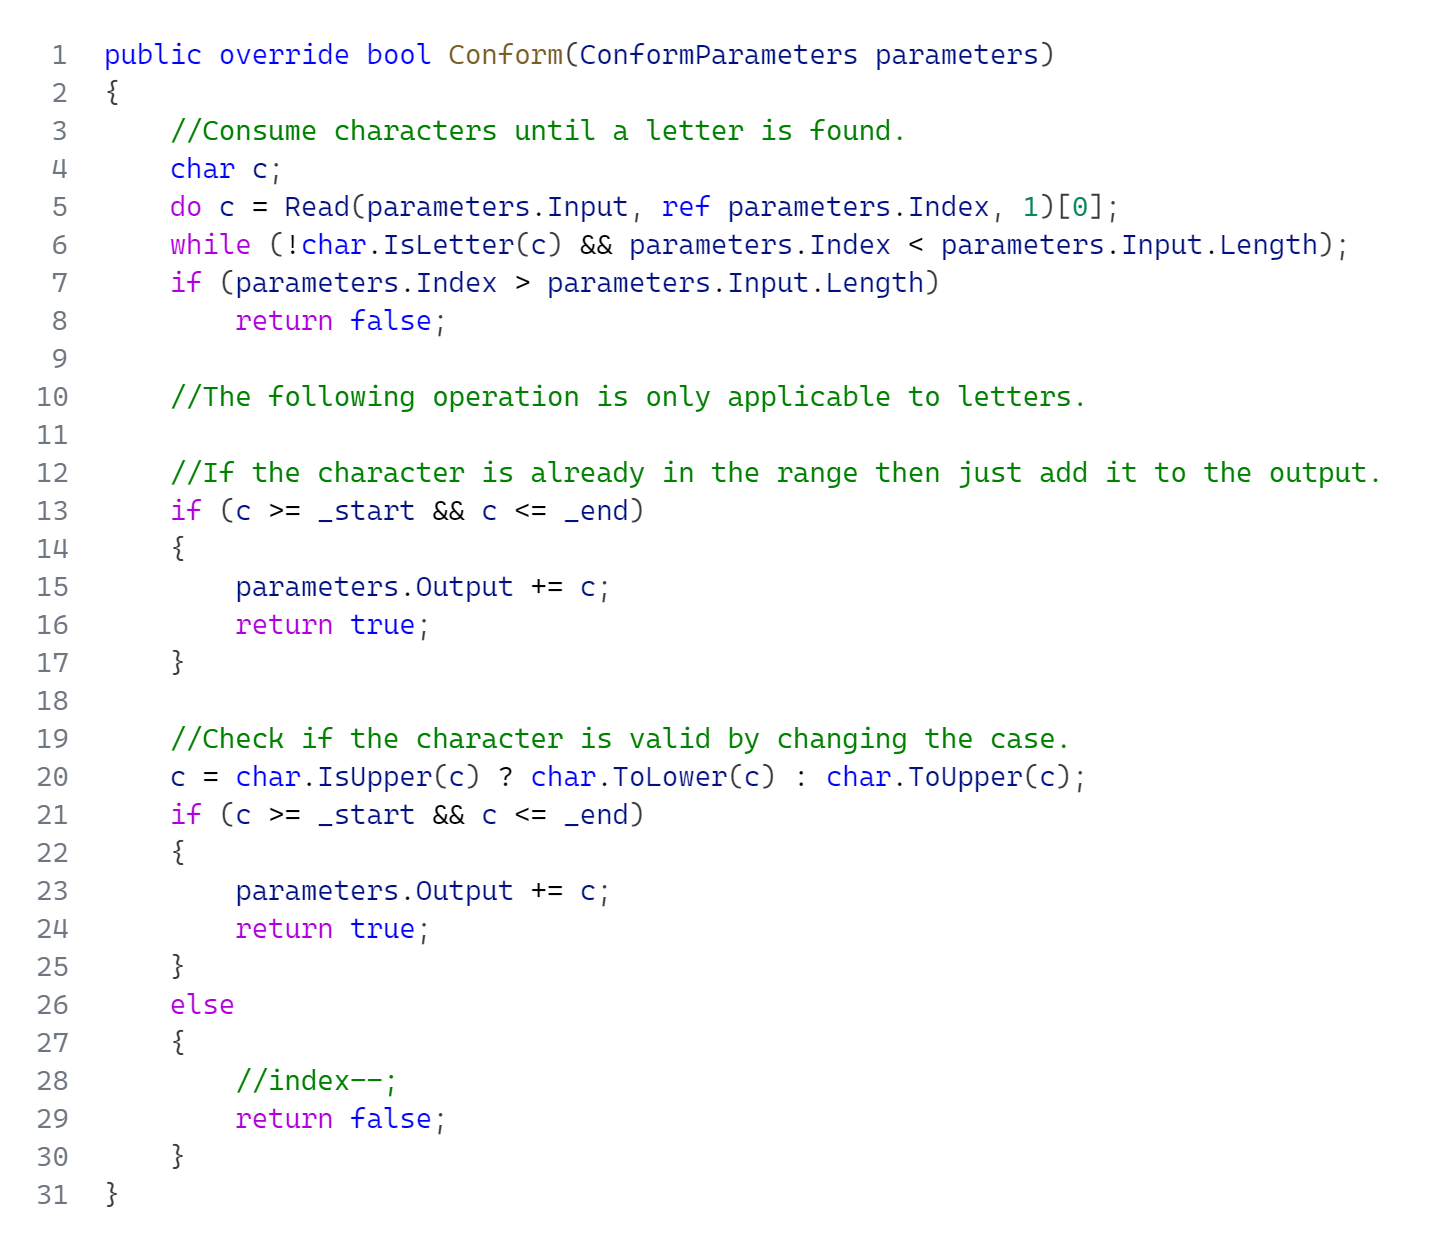 1 public override bool Conform(ConformParameters parameters)
2 {
3     //Consume characters until a letter is found.
4     char c;
5     do c = Read(parameters.Input, ref parameters.Index, 1)[0];
6     while (!char.IsLetter(c) && parameters.Index < parameters.Input.Length);
7     if (parameters.Index > parameters.Input.Length)
8         return false;
9
10     //The following operation is only applicable to letters.
11
12     //If the character is already in the range then just add it to the output.
13     if (c >= _start && c <= _end)
14     {
15         parameters.Output += c;
16         return true;
17     }
18
19     //Check if the character is valid by changing the case.
20     c = char.IsUpper(c) ? char.ToLower(c) : char.ToUpper(c);
21     if (c >= _start && c <= _end)
22     {
23         parameters.Output += c;
24         return true;
25     }
26     else
27     {
28         //index--;
29         return false;
30     }
31 }